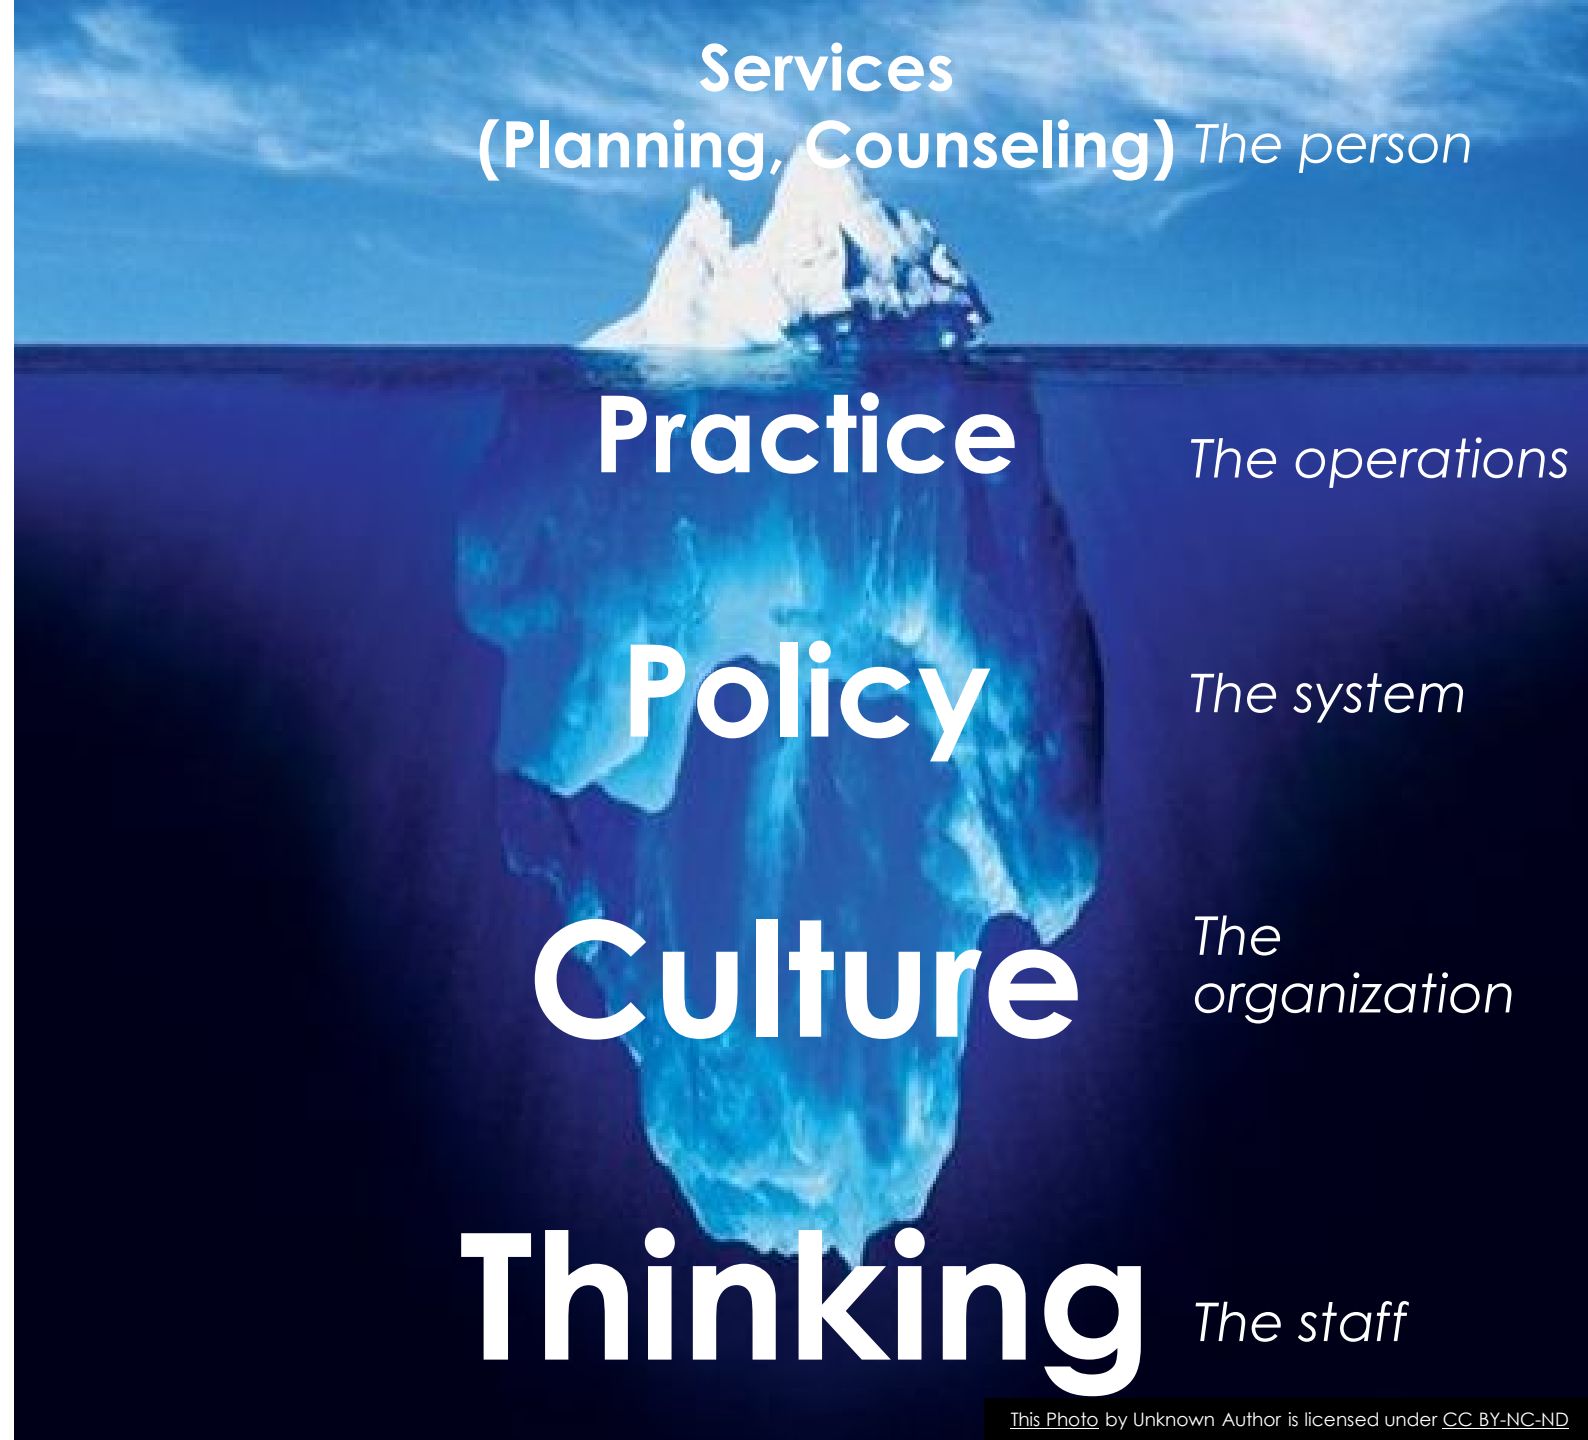 Services
(Planning, Counseling) The person
Practice
The operations
Policy
The system
Culture
The
organization
Thinking
The staff
This Photo by Unknown Author is licensed under CC BY-NC-ND